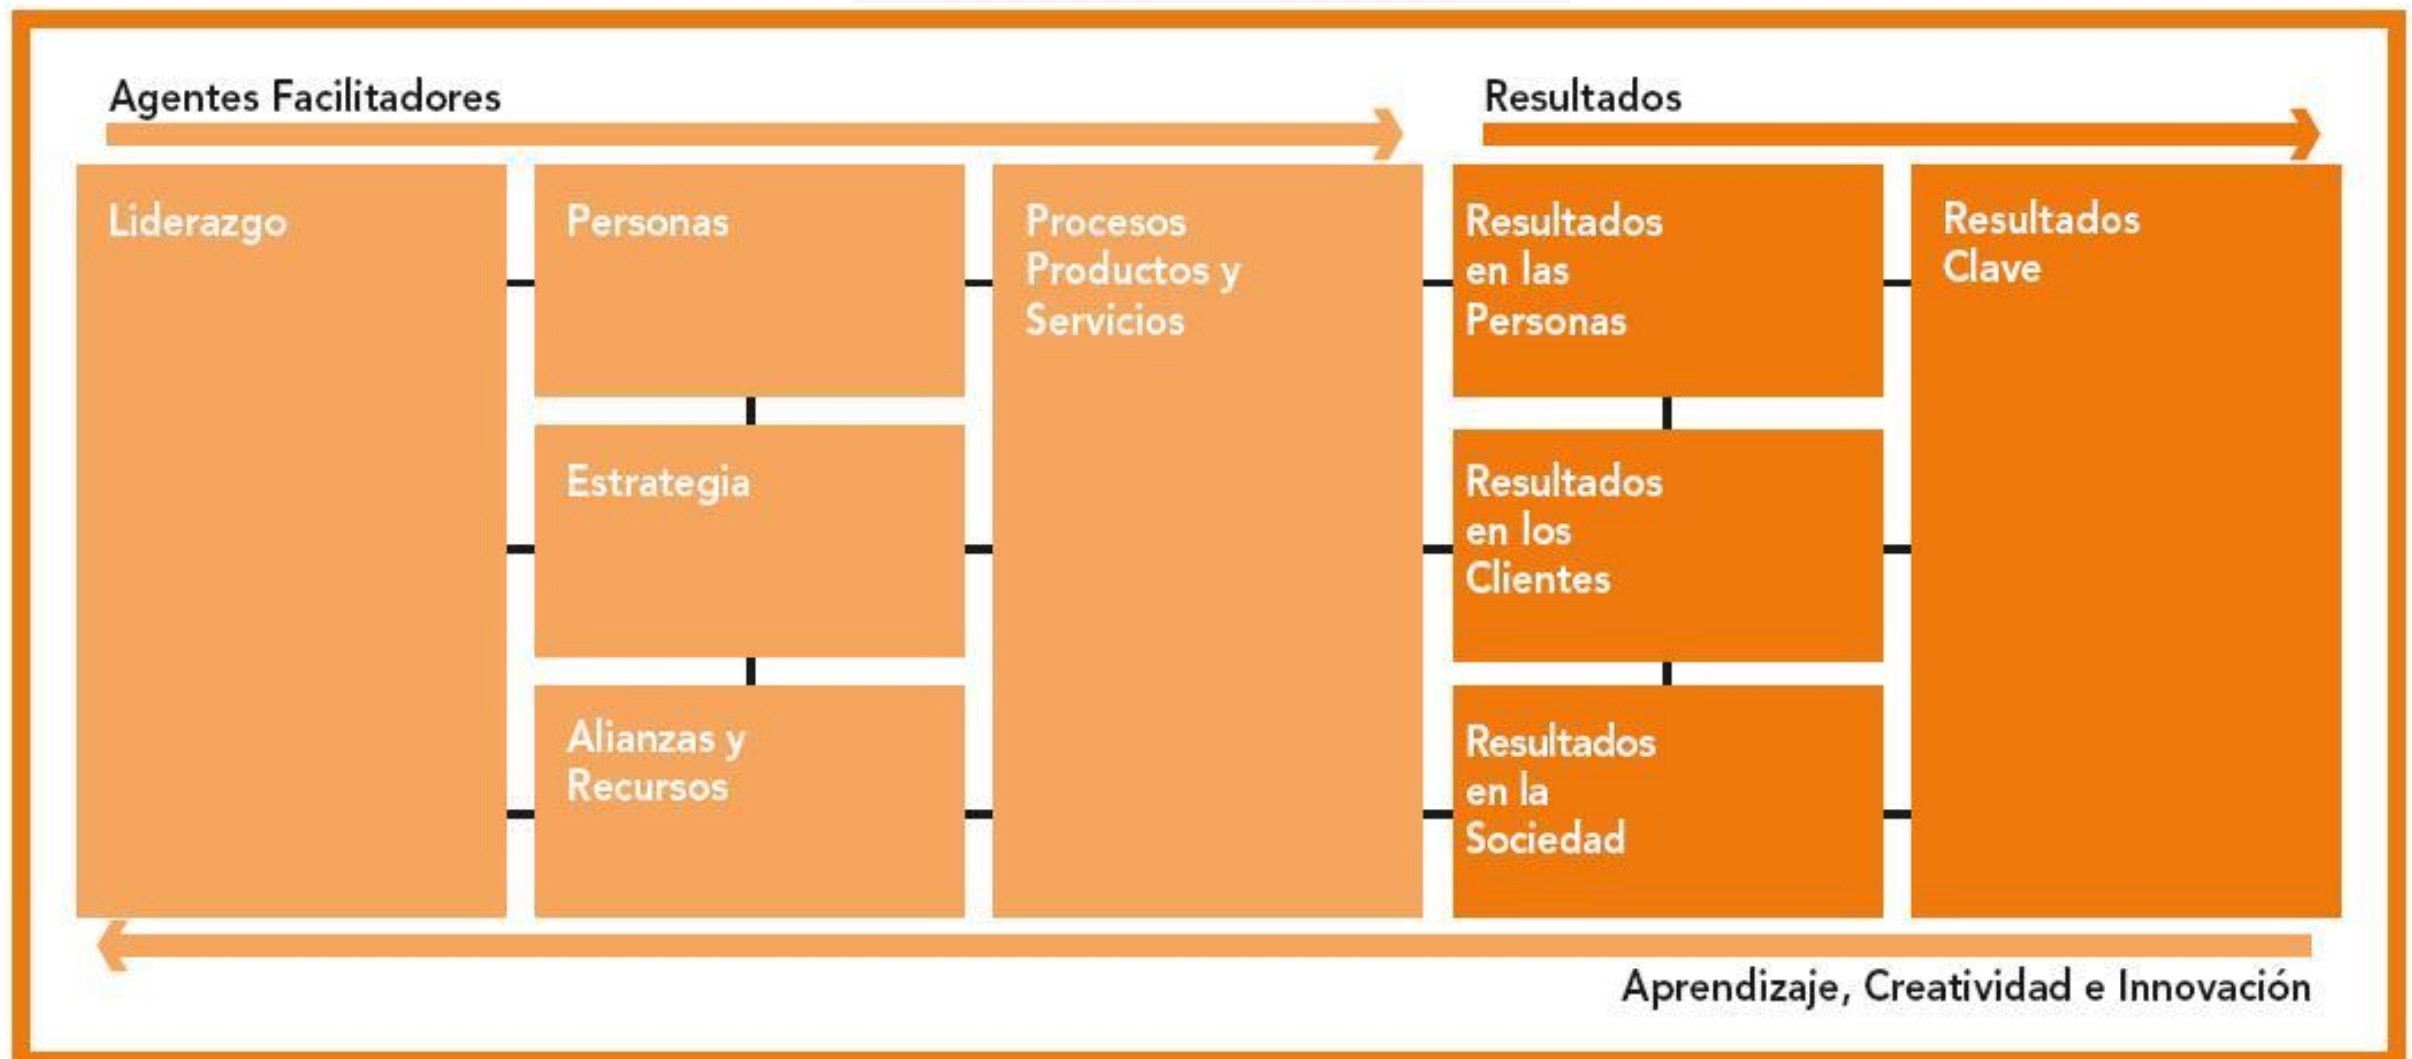 Agentes Facilitadores
Resultados
Liderazgo
Personas
Estrategia
Alianzas y
Recursos
Procesos
Productos y
Servicios
Resultados
en las
Personas
Resultados
en los
Clientes
Resultados
en la
Sociedad
Resultados
Clave
Aprendizaje, Creatividad e Innovación